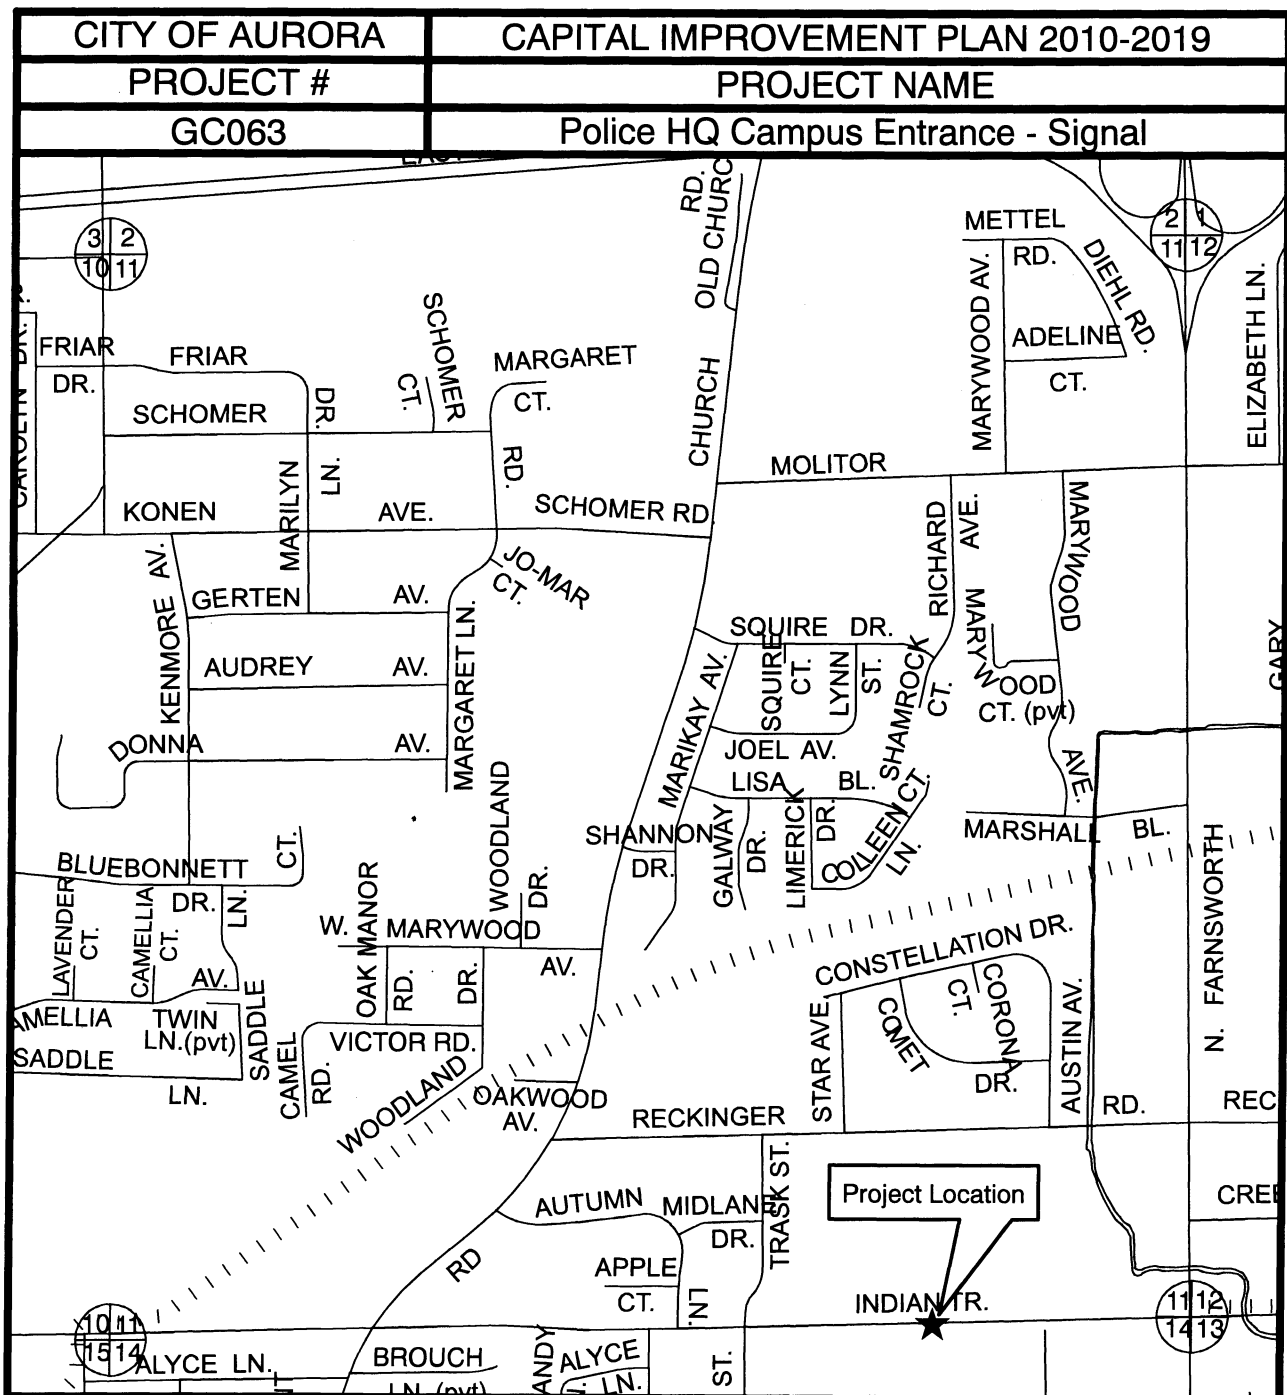 CITY OF AURORA
CAPITAL IMPROVEMENT PLAN 2010-2019
PROJECT #
PROJECT NAME
GC063
Police HQ Campus Entrance - Signal
RD.
OLD CHURC
3 2
10 11
2 1
11 12
METTEL
RD.
DIEHL RD.
MARYWOOD AV.
ADELINE
CT.
ELIZABETH LN.
FRIAR
DR.
FRIAR
DR.
SCHOMER
CT.
MARGARET
CT.
SCHOMER
CHURCH
MOLITOR
MARILYN
LN.
RD.
KONEN
AVE.
SCHOMER RD
RICHARD
AVE.
MARYWOOD
AVE.
KENMORE AV.
JO-MAR
CT.
GERTEN
AV.
MARGARET LN.
AUDREY
AV.
DONNA
AV.
SQUIRE DR.
SQUIRE
CT.
LYNN
ST.
SHAMROCK
CT.
MARYWOOD
CT. (pvt)
GARY
MARIKAY AV.
JOEL AV.
LISA BL.
SHANNON
DR.
GALWAY
DR.
LIMERICK
DR.
COLLEEN CT.
LN.
MARSHALL BL.
N. FARNSWORTH
WOODLAND
DR.
BLUEBONNETT
DR.
CT.
LN.
LAVENDER
CT.
CAMELLIA
CT.
AV.
AMELLIA
TWIN
LN.(pvt)
SADDLE
LN.
SADDLE
W. MARYWOOD
AV.
OAK MANOR
RD.
DR.
VICTOR RD.
CAMEL
RD.
WOODLAND
OAKWOOD
AV.
CONSTELLATION DR.
STAR AVE.
COMET
CORONA
CT.
DR.
AUSTIN AV.
RECKINGER
RD.
REC
TRASK ST.
Project Location
CREE
AUTUMN
MIDLANE
DR.
RD
APPLE
CT.
LN.
INDIAN TR.
10 11
15 14
11 12
14 13
ALYCE LN.
BROUCH
LN. (pvt)
ANDY
ALYCE
LN.
ST.